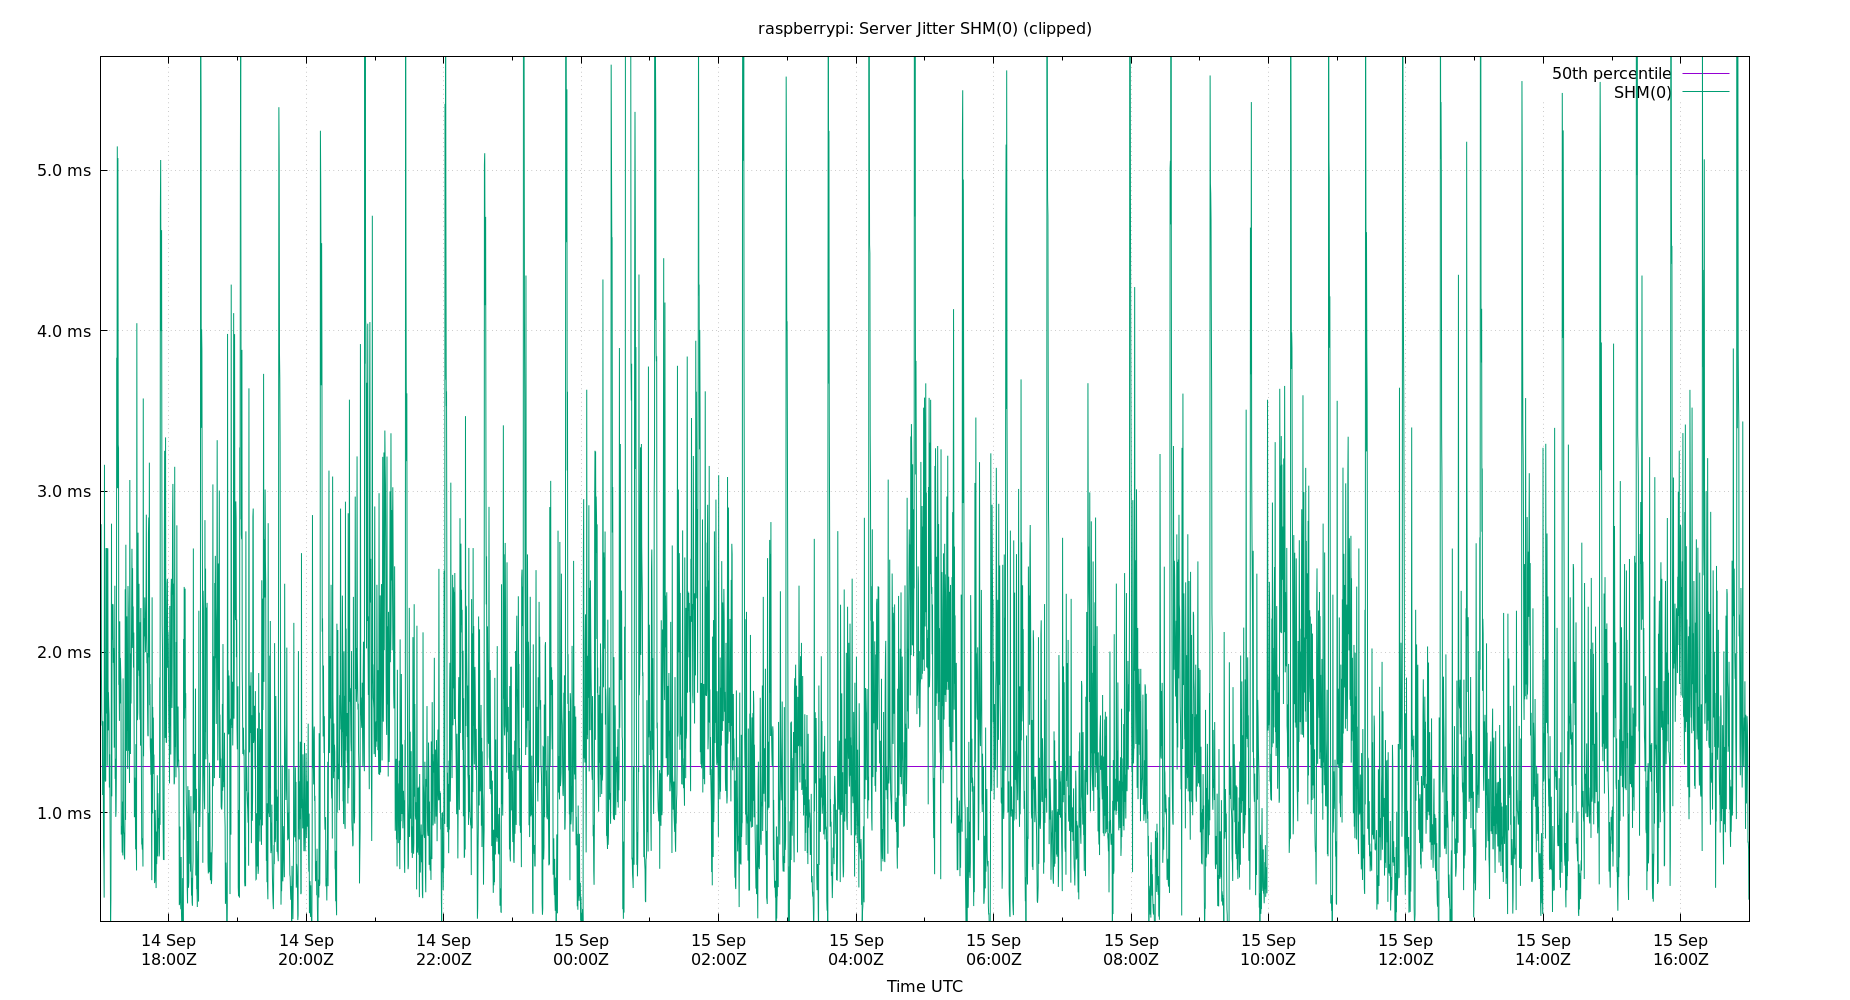 raspberrypi: Server Jitter SHM(0) (clipped)
50th percentile
SHM(0)
5.0 ms
4.0 ms
3.0 ms
2.0 ms
1.0 ms
14 Sep 14 Sep 14 Sep 15 Sep 15 Sep 15 Sep 15 Sep 15 Sep 15 Sep 15 Sep 15 Sep 15 Sep
18:00Z 20:00Z 22:00Z 00:00Z 02:00Z 04:00Z 06:00Z 08:00Z 10:00Z 12:00Z 14:00Z 16:00Z
Time UTC